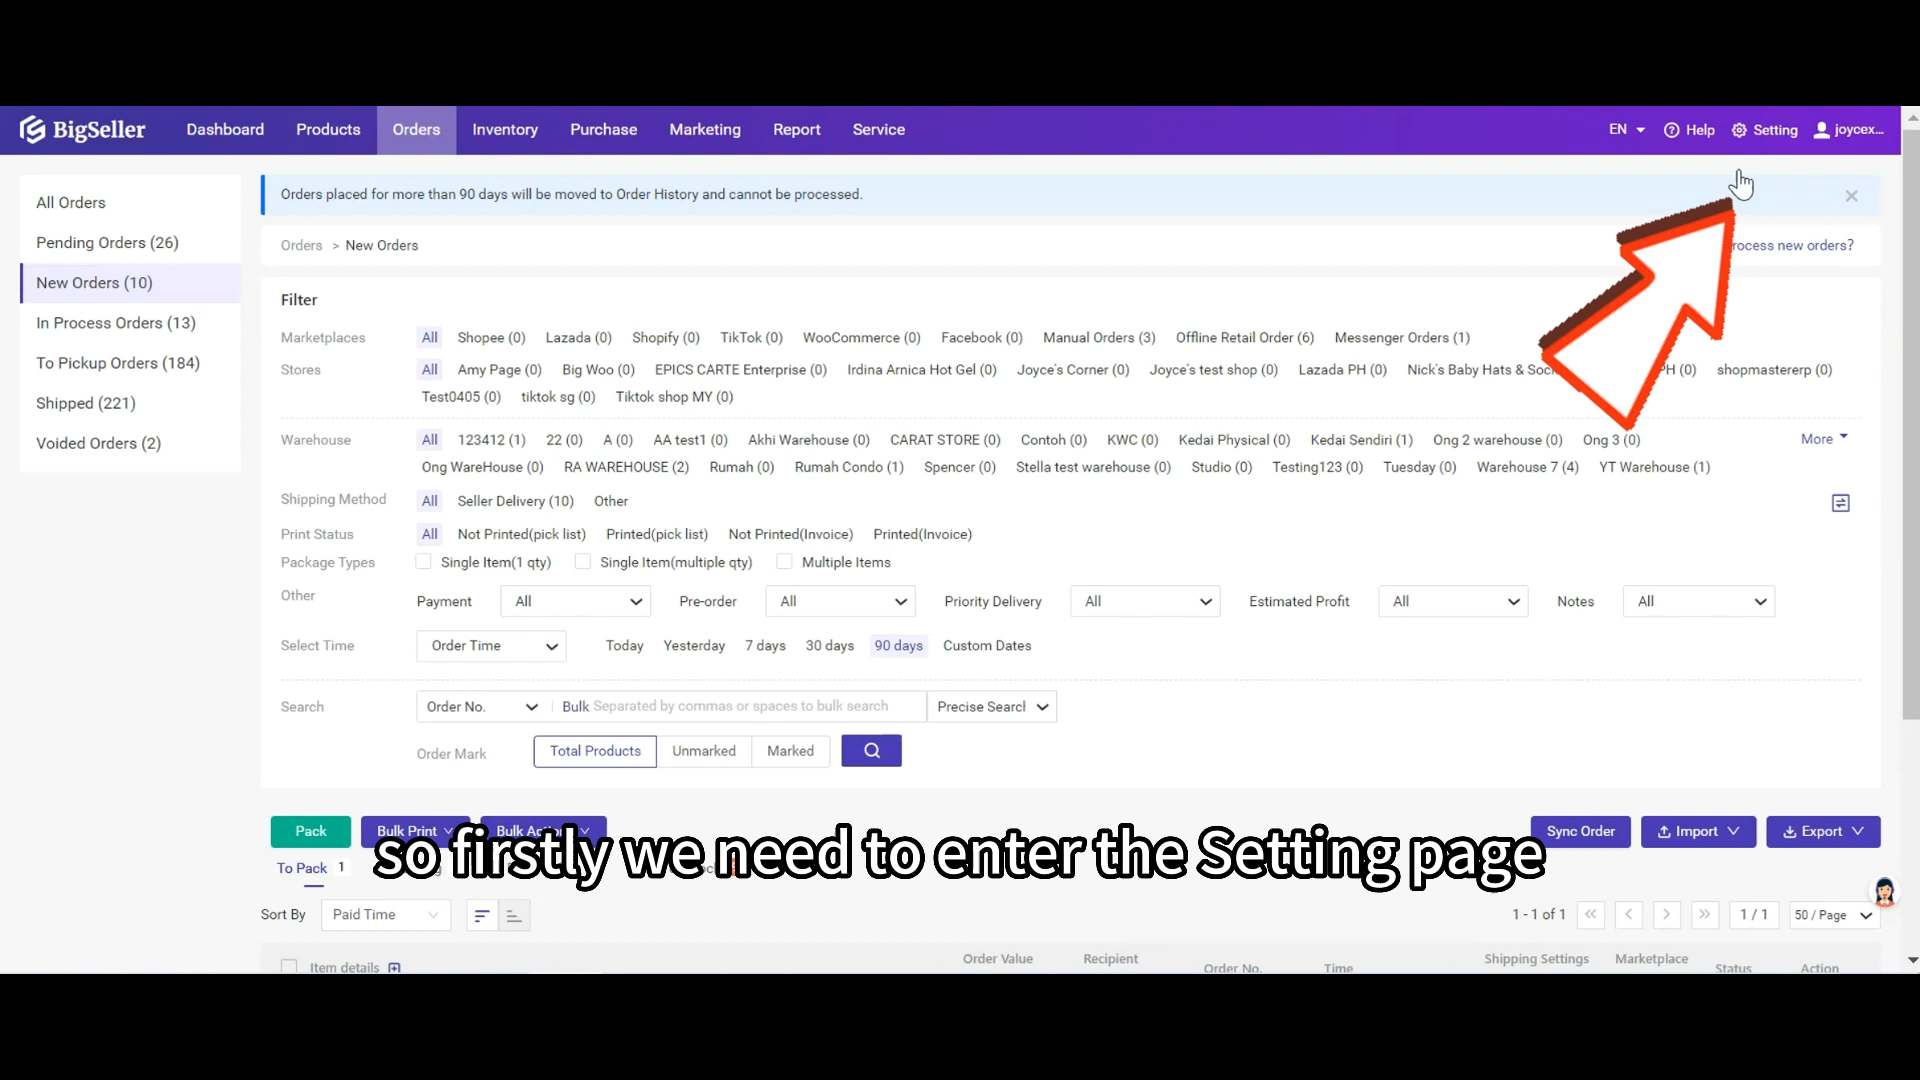 BigSeller Dashboard Products Orders Inventory Purchase Marketing Report Service EN Help Setting joycex...
All Orders
Pending Orders (26)
New Orders (10)
In Process Orders (13)
To Pickup Orders (184)
Shipped (221)
Voided Orders (2)
Orders placed for more than 90 days will be moved to Order History and cannot be processed.
Orders > New Orders rocess new orders?
Filter
Marketplaces All Shopee (0) Lazada (0) Shopify (0) TikTok (0) WooCommerce (0) Facebook (0) Manual Orders (3) Offline Retail Order (6) Messenger Orders (1)
Stores All Amy Page (0) Big Woo (0) EPICS CARTE Enterprise (0) Irdina Arnica Hot Gel (0) Joyce's Corner (0) Joyce's test shop (0) Lazada PH (0) Nick's Baby Hats & Soc PH (0) shopmastererp (0)
Test0405 (0) tiktok sg (0) Tiktok shop MY (0)
Warehouse All 123412 (1) 22 (0) A (0) AA test1 (0) Akhi Warehouse (0) CARAT STORE (0) Contoh (0) KWC (0) Kedai Physical (0) Kedai Sendiri (1) Ong 2 warehouse (0) Ong 3 (0) More
Ong WareHouse (0) RA WAREHOUSE (2) Rumah (0) Rumah Condo (1) Spencer (0) Stella test warehouse (0) Studio (0) Testing123 (0) Tuesday (0) Warehouse 7 (4) YT Warehouse (1)
Shipping Method All Seller Delivery (10) Other
Print Status All Not Printed(pick list) Printed(pick list) Not Printed(Invoice) Printed(Invoice)
Package Types Single Item(1 qty) Single Item(multiple qty) Multiple Items
Other Payment All Pre-order All Priority Delivery All Estimated Profit All Notes All
Select Time Order Time Today Yesterday 7 days 30 days 90 days Custom Dates
Search Order No. Bulk Separated by commas or spaces to bulk search Precise Search
Order Mark Total Products Unmarked Marked
Pack Bulk Print Bulk Sync Order Import Export
so firstly we need to enter the Setting page
To Pack 1
Sort By Paid Time 1 - 1 of 1 1 / 1 50 / Page
Item details Order Value Recipient Order No. Time Shipping Settings Marketplace Status Action